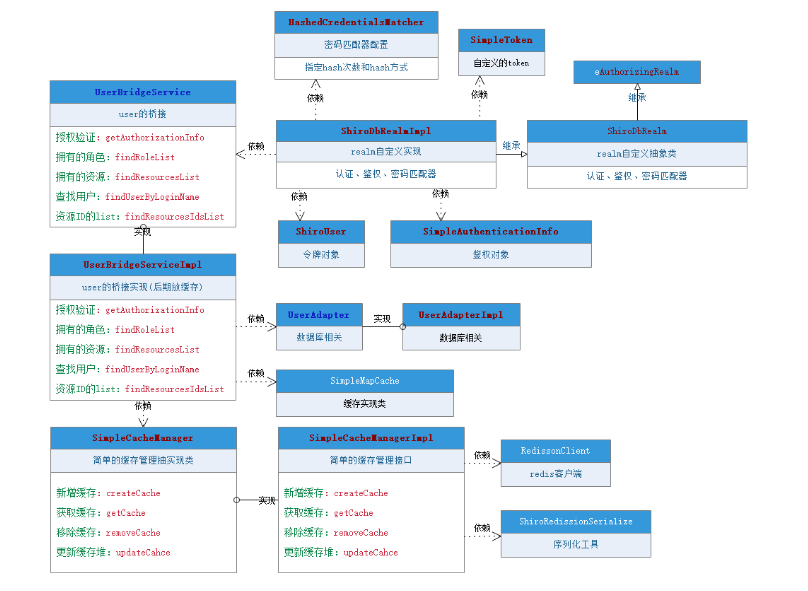 HashedCredentialsMatcher
密码匹配器配置
指定hash次数和hash方式
SimpleToken
自定义的token
eAuthorizingRealm
依赖
依赖
继承
UserBridgeService
user的桥接
授权验证：getAuthorizationInfo
拥有的角色：findRoleList
拥有的资源：findResourcesList
查找用户：findUserByLoginName
资源ID的list：findResourcesIdsList
依赖
ShiroDbRealmImpl
realm自定义实现
认证、鉴权、密码匹配器
继承
ShiroDbRealm
realm自定义抽象类
认证、鉴权、密码匹配器
依赖
依赖
实现
ShiroUser
令牌对象
SimpleAuthenticationInfo
鉴权对象
UserBridgeServiceImpl
user的桥接实现(后期做缓存)
授权验证：getAuthorizationInfo
拥有的角色：findRoleList
拥有的资源：findResourcesList
查找用户：findUserByLoginName
资源ID的list：findResourcesIdsList
依赖
UserAdapter
数据库相关
实现
UserAdapterImpl
数据库相关
依赖
SimpleMapCache
缓存实现类
依赖
SimpleCacheManager
简单的缓存管理抽实现类
新增缓存：createCache
获取缓存：getCache
移除缓存：removeCache
更新缓存堆：updateCahce
实现
SimpleCacheManagerImpl
简单的缓存管理接口
新增缓存：createCache
获取缓存：getCache
移除缓存：removeCache
更新缓存堆：updateCahce
依赖
RedissonClient
redis客户端
依赖
ShiroRedissionSerialize
序列化工具